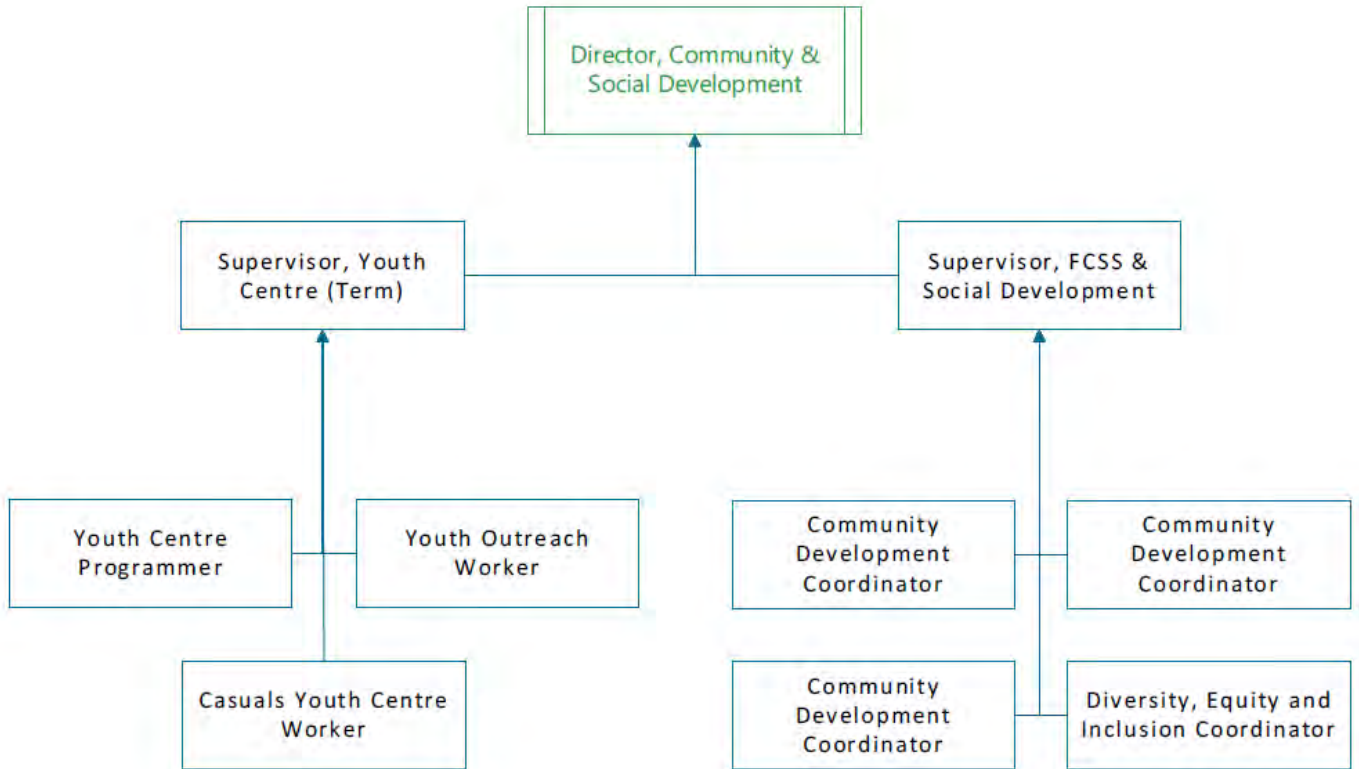 Director, Community &
Social Development
Supervisor, Youth
Centre (Term)
Supervisor, FCSS &
Social Development
Youth Centre
Programmer
Youth Outreach
Worker
Community
Development
Coordinator
Community
Development
Coordinator
Casuals Youth Centre
Worker
Community
Development
Coordinator
Diversity, Equity and
Inclusion Coordinator